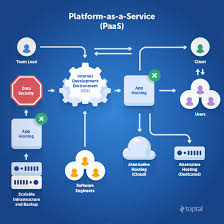 Platform-as-a-Service
(PaaS)
Team Lead
Client
Data
Security
Internet
Development
Environment
(IDE)
App
Hosting
Users
App
Hosting
Scalable
Infrastructure
and Backup
Software
Engineers
Alternative
Hosting
(Cloud)
Alternative
Hosting
(Dedicated)
toptal